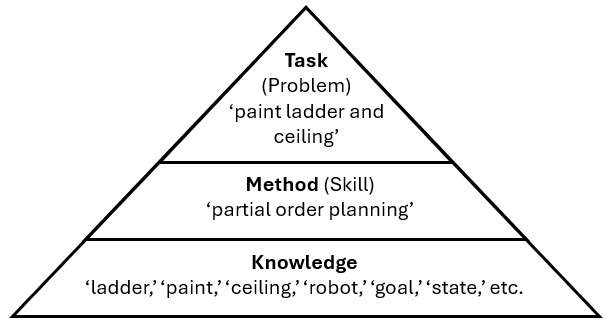 Task
(Problem)
‘paint ladder and
ceiling’
Method (Skill)
‘partial order planning’
Knowledge
‘ladder,’ ‘paint,’ ‘ceiling,’ ‘robot,’ ‘goal,’ ‘state,’ etc.